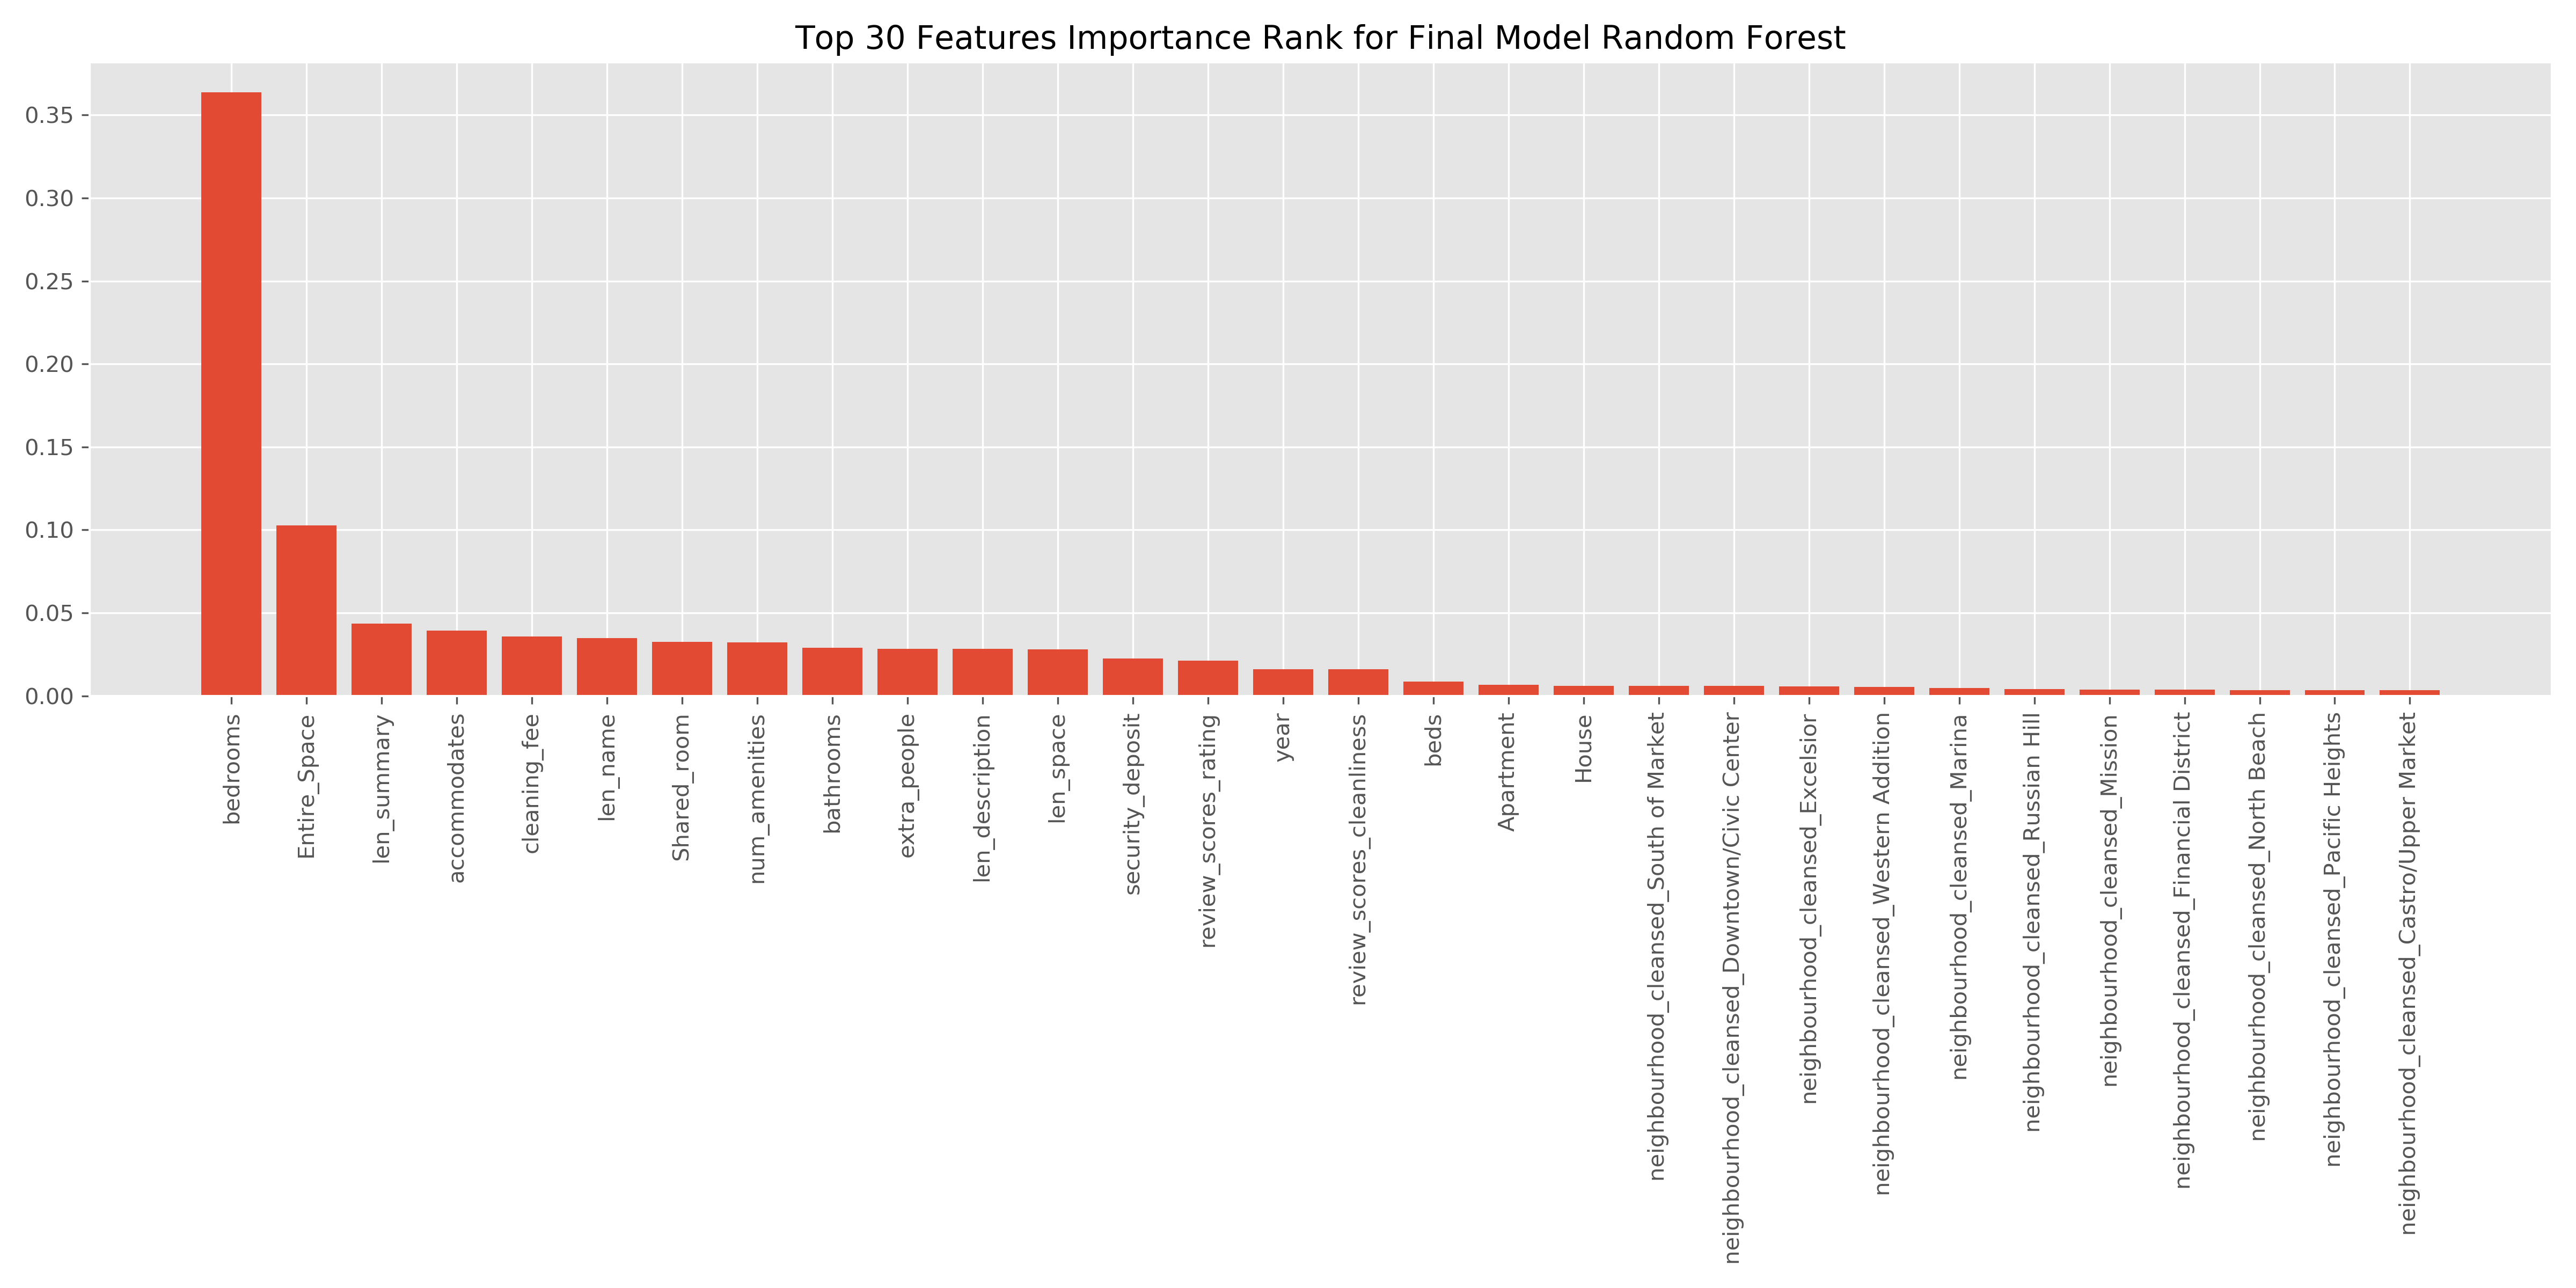 Top 30 Features Importance Rank for Final Model Random Forest
0.35
0.30
0.25
0.20
0.15
0.10
0.05
0.00
bedrooms
Entire_Space
len_summary
accommodates
cleaning_fee
len_name
Shared_room
num_amenities
bathrooms
extra_people
len_description
len_space
security_deposit
review_scores_rating
year
review_scores_cleanliness
beds
Apartment
House
neighbourhood_cleansed_South of Market
neighbourhood_cleansed_Downtown/Civic Center
neighbourhood_cleansed_Excelsior
neighbourhood_cleansed_Western Addition
neighbourhood_cleansed_Marina
neighbourhood_cleansed_Russian Hill
neighbourhood_cleansed_Mission
neighbourhood_cleansed_Financial District
neighbourhood_cleansed_North Beach
neighbourhood_cleansed_Pacific Heights
neighbourhood_cleansed_Castro/Upper Market